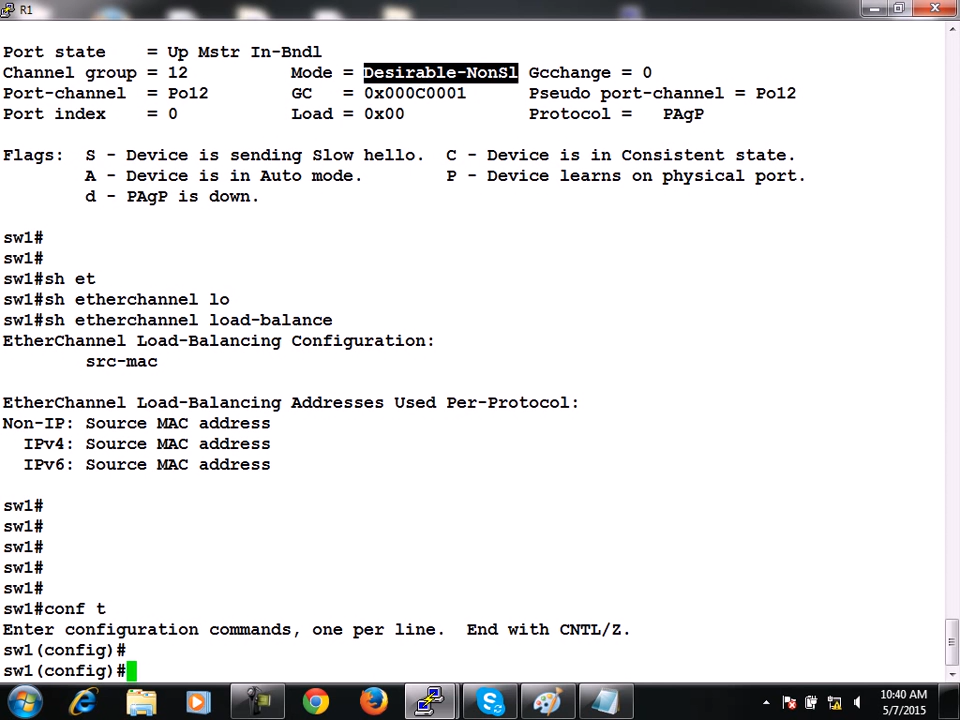 R1
Port state    = Up Mstr In-Bndl
Channel group = 12          Mode = Desirable-NonSl Gcchange = 0
Port-channel  = Po12        GC   = 0x000C0001      Pseudo port-channel = Po12
Port index    = 0           Load = 0x00            Protocol =   PAgP
Flags:  S - Device is sending Slow hello.  C - Device is in Consistent state.
        A - Device is in Auto mode.        P - Device learns on physical port.
        d - PAgP is down.
sw1#
sw1#
sw1#sh et
sw1#sh etherchannel lo
sw1#sh etherchannel load-balance
EtherChannel Load-Balancing Configuration:
        src-mac
EtherChannel Load-Balancing Addresses Used Per-Protocol:
Non-IP: Source MAC address
  IPv4: Source MAC address
  IPv6: Source MAC address
sw1#
sw1#
sw1#
sw1#
sw1#
sw1#conf t
Enter configuration commands, one per line.  End with CNTL/Z.
sw1(config)#
sw1(config)#
10:40 AM
5/7/2015